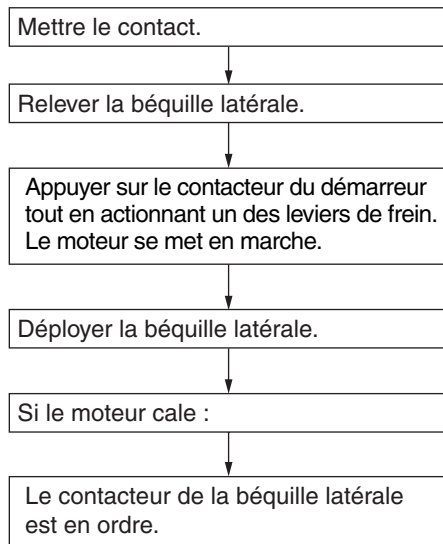 Mettre le contact.
Relever la béquille latérale.
Appuyer sur le contacteur du démarreur
tout en actionnant un des leviers de frein.
Le moteur se met en marche.
Déployer la béquille latérale.
Si le moteur cale :
Le contacteur de la béquille latérale
est en ordre.